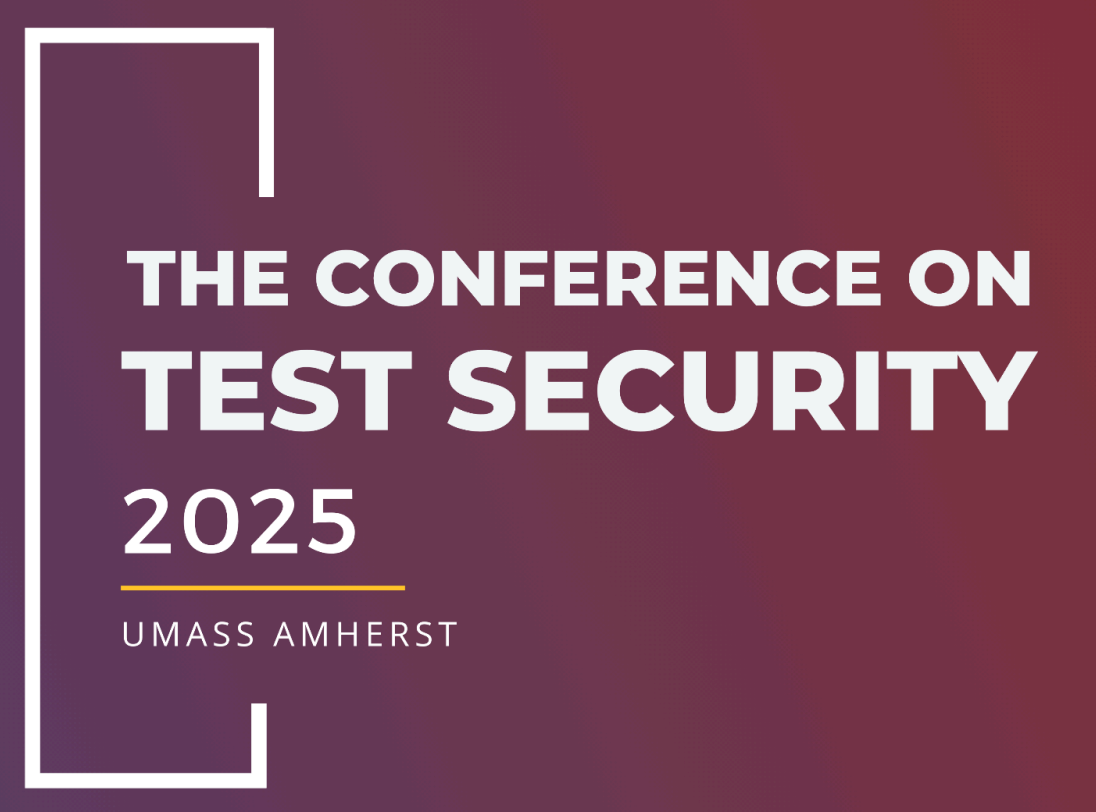 THE CONFERENCE ON
TEST SECURITY
2025
UMASS AMHERST